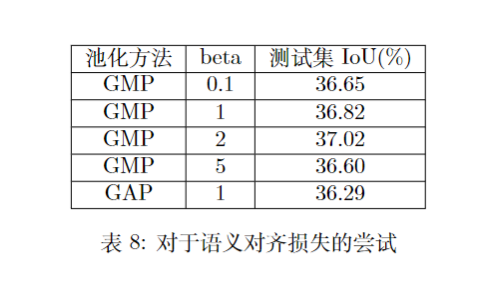 池化方法 beta 测试集 IoU(%)
GMP 0.1 36.65
GMP 1 36.82
GMP 2 37.02
GMP 5 36.60
GAP 1 36.29
表 8: 对于语义对齐损失的尝试